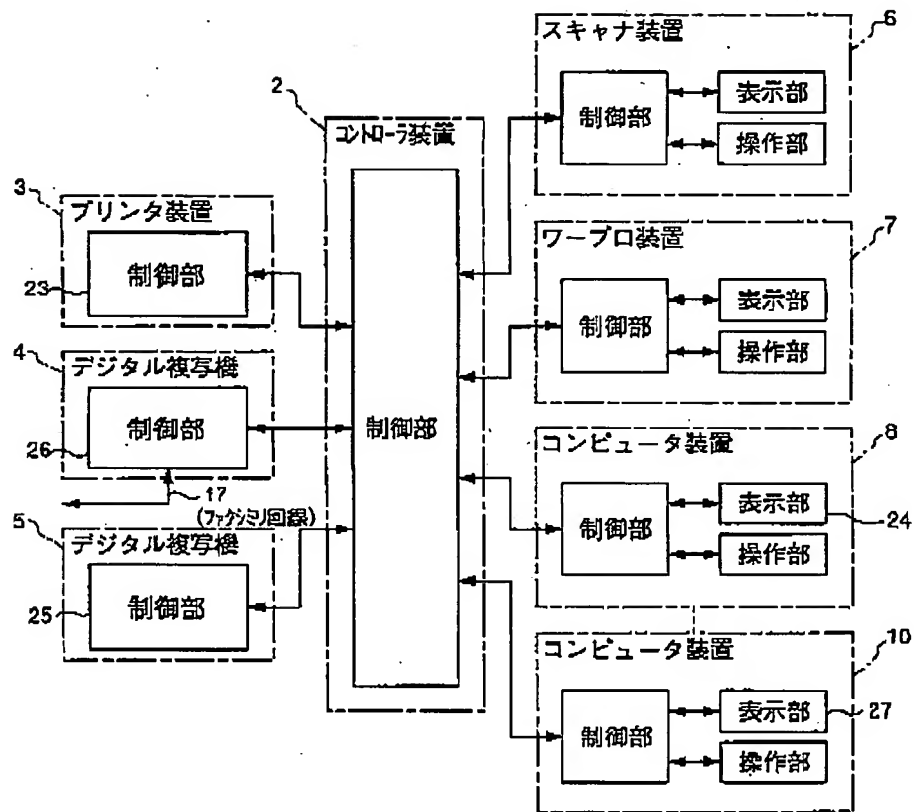 3
プリンタ装置
制御部
23
4
デジタル複写機
制御部
26
17
(ファクシミリ回線)
5
デジタル複写機
制御部
25
2
コントローラ装置
制御部
6
スキャナ装置
制御部
表示部
操作部
7
ワープロ装置
制御部
表示部
操作部
8
コンピュータ装置
制御部
表示部
24
操作部
10
コンピュータ装置
制御部
表示部
27
操作部